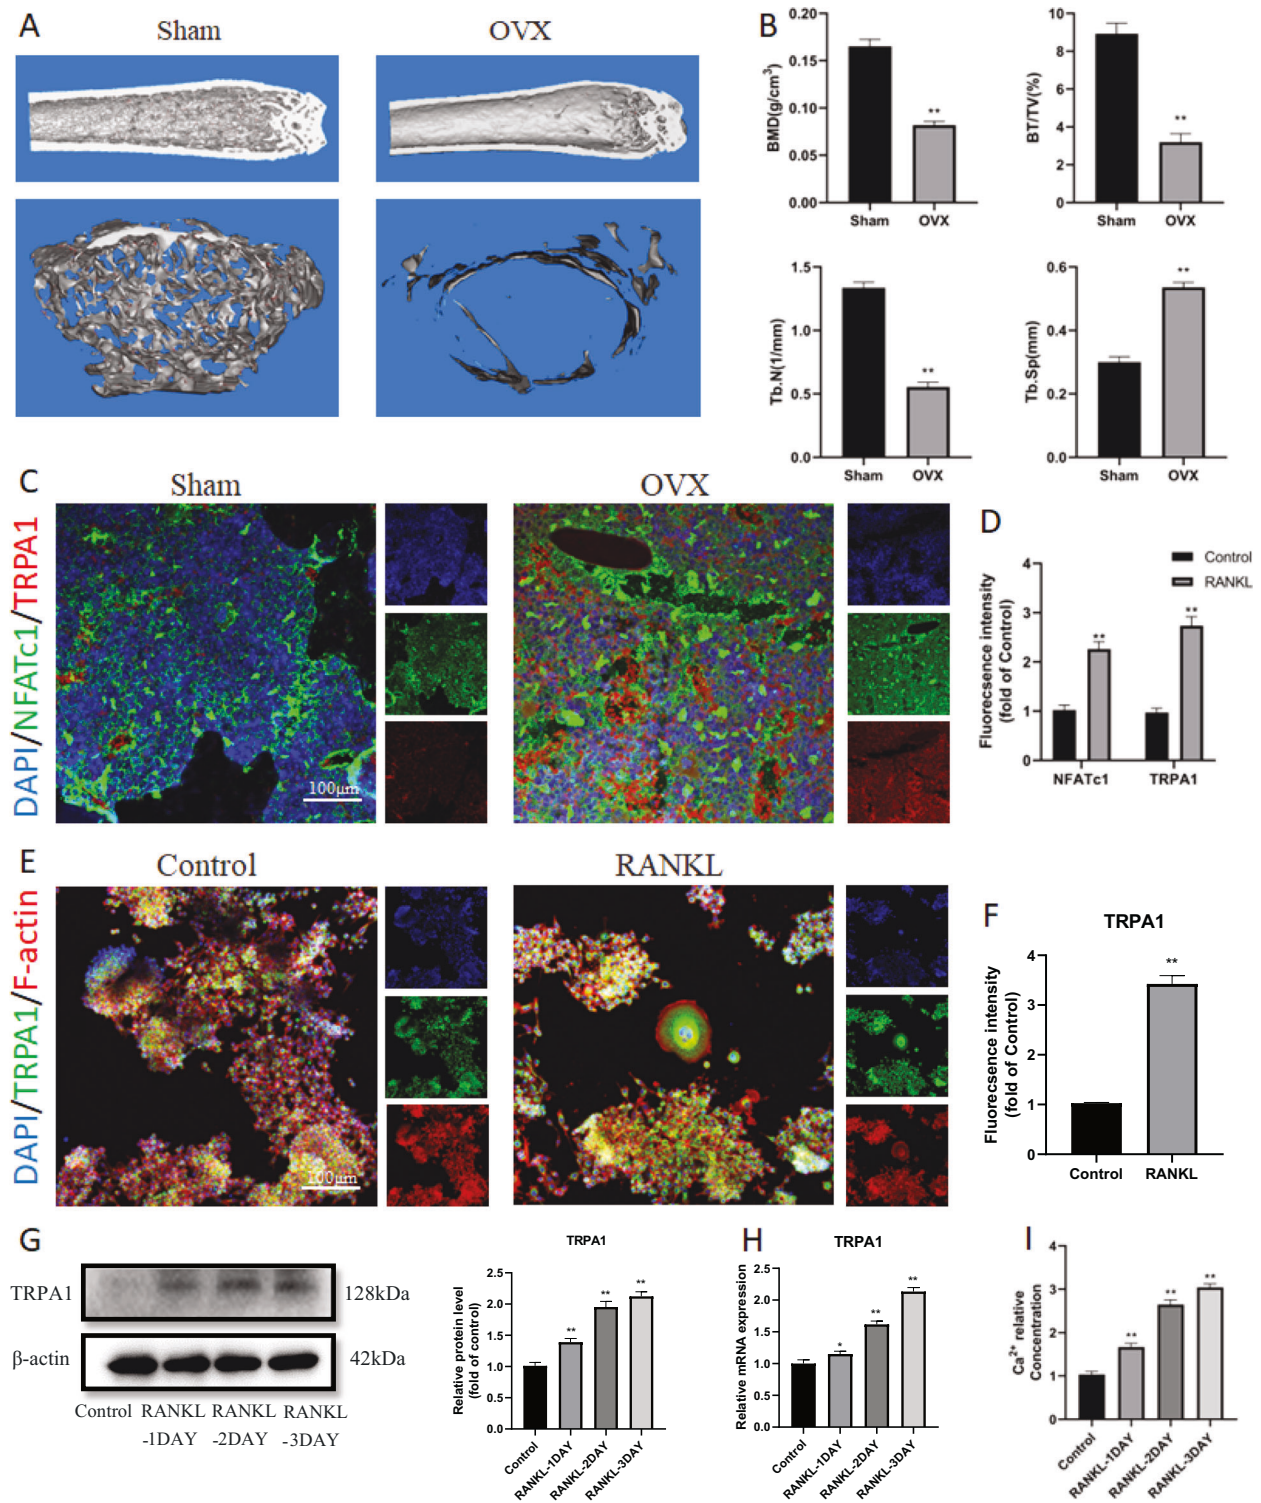 A
Sham
OVX
B
BMD(g/cm³)
0.20
0.15
0.10
0.05
0.00
**
Sham
OVX
BT/TV(%)
10
8
6
4
2
0
**
Sham
OVX
Tb.N(1/mm)
1.5
1.0
0.5
0.0
**
Sham
OVX
Tb.Sp(mm)
0.6
0.4
0.2
0.0
**
Sham
OVX
C
Sham
OVX
DAPI/NFATc1/TRPA1
100μm
D
Control
RANKL
Fluorecsense intensity
(fold of Control)
4
3
2
1
0
**
**
NFATc1
TRPA1
E
Control
RANKL
DAPI/TRPA1/F-actin
100μm
F
TRPA1
Fluorecsense intensity
(fold of Control)
4
3
2
1
0
**
Control
RANKL
G
TRPA1
128kDa
β-actin
42kDa
Control RANKL RANKL RANKL
-1DAY -2DAY -3DAY
TRPA1
Relative protein level
(fold of control)
2.5
2.0
1.5
1.0
0.5
0.0
**
**
**
Control
RANKL-1DAY
RANKL-2DAY
RANKL-3DAY
H
TRPA1
Relative mRNA expression
2.5
2.0
1.5
1.0
0.5
0.0
*
**
**
Control
RANKL-1DAY
RANKL-2DAY
RANKL-3DAY
I
Ca²⁺ relative
Concentration
4
3
2
1
0
**
**
**
Control
RANKL-1DAY
RANKL-2DAY
RANKL-3DAY